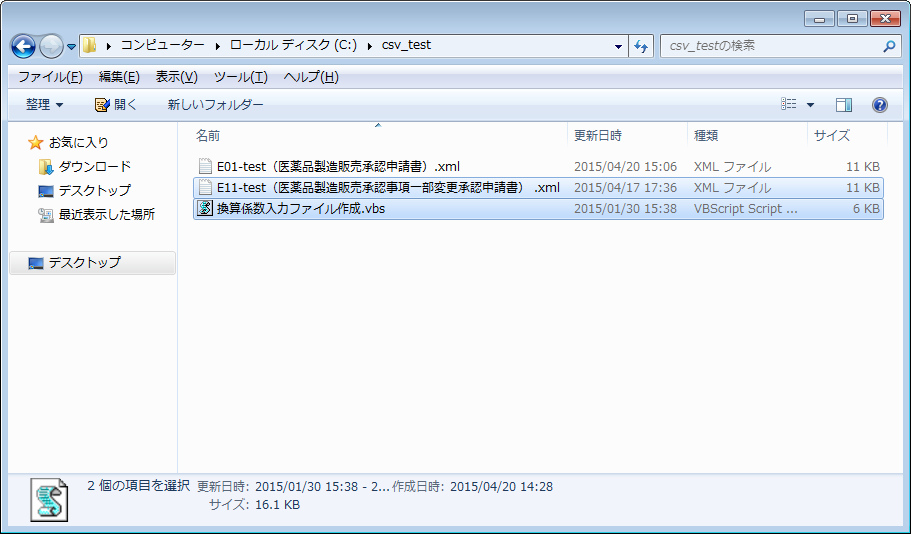 コンピューター ▸ ローカル ディスク (C:) ▸ csv_test
csv_testの検索
ファイル(F) 編集(E) 表示(V) ツール(T) ヘルプ(H)
整理 開く 新しいフォルダー
お気に入り
ダウンロード
デスクトップ
最近表示した場所
デスクトップ
名前 更新日時 種類 サイズ
E01-test（医薬品製造販売承認申請書）.xml 2015/04/20 15:06 XML ファイル 11 KB
E11-test（医薬品製造販売承認事項一部変更承認申請書） .xml 2015/04/17 17:36 XML ファイル 11 KB
換算係数入力ファイル作成.vbs 2015/01/30 15:38 VBScript Script ... 6 KB
2 個の項目を選択 更新日時: 2015/01/30 15:38 - 2... 作成日時: 2015/04/20 14:28
サイズ: 16.1 KB